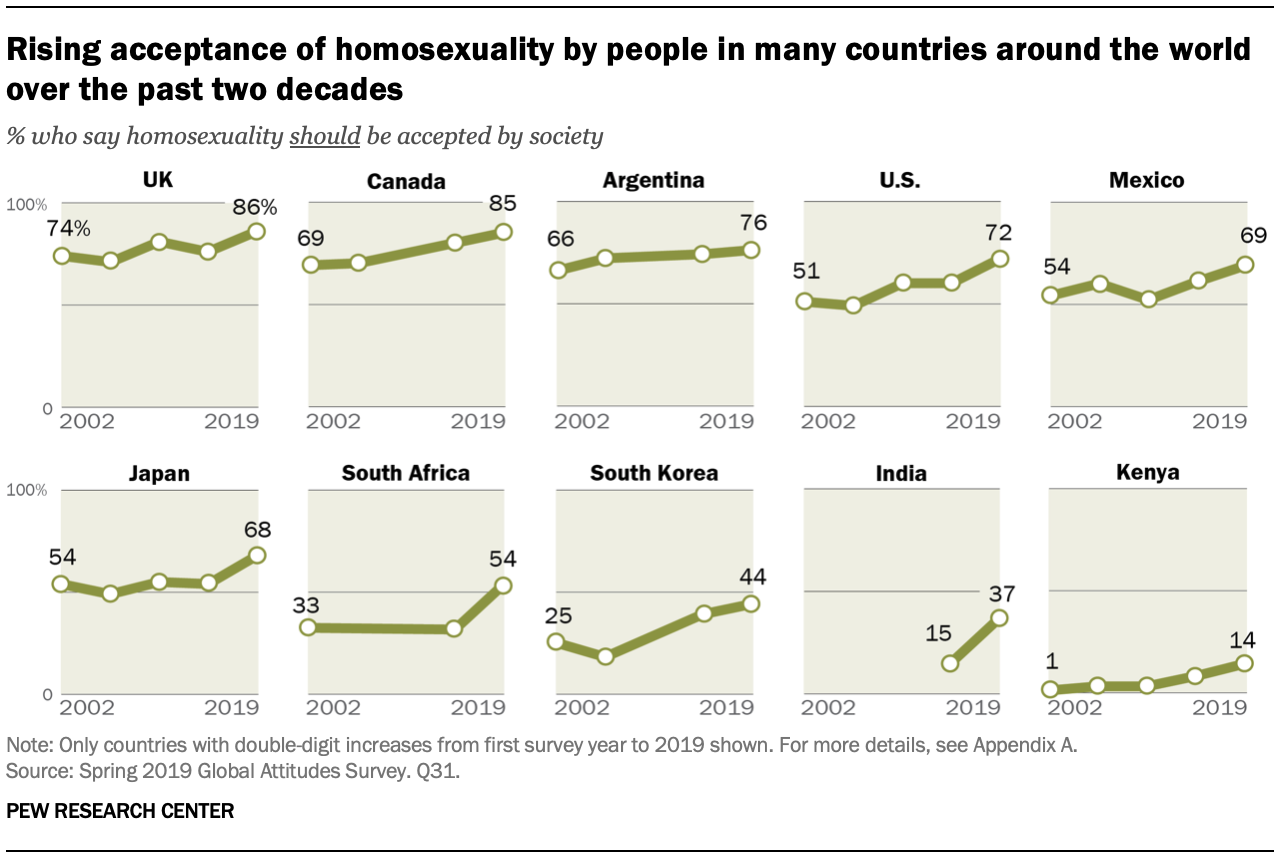 Rising acceptance of homosexuality by people in many countries around the world
over the past two decades
% who say homosexuality should be accepted by society
UK
Canada
Argentina
U.S.
Mexico
100%
74%
86%
69
85
66
76
51
72
54
69
0
2002
2019
2002
2019
2002
2019
2002
2019
2002
2019
Japan
South Africa
South Korea
India
Kenya
100%
54
68
33
54
25
44
15
37
1
14
0
2002
2019
2002
2019
2002
2019
2002
2019
2002
2019
Note: Only countries with double-digit increases from first survey year to 2019 shown. For more details, see Appendix A.
Source: Spring 2019 Global Attitudes Survey. Q31.
PEW RESEARCH CENTER